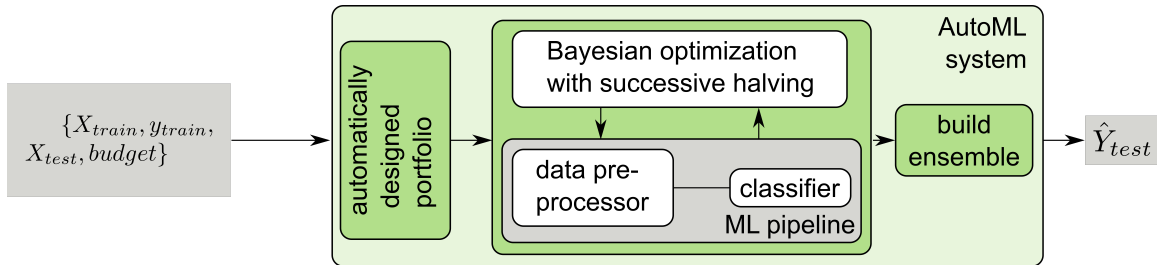 {X_train, y_train,
X_test, budget}
automatically
designed
portfolio
Bayesian optimization
with successive halving
data pre-
processor
classifier
ML pipeline
AutoML
system
build
ensemble
Ŷ_test